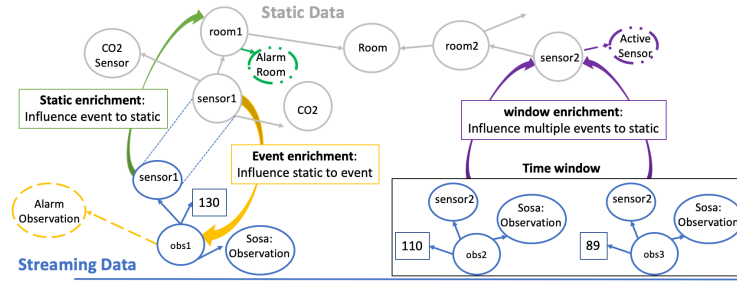 Static Data
room1
CO2
Sensor
Alarm
Room
Room
room2
sensor2
Active
Sensor
sensor1
CO2
Static enrichment:
Influence event to static
window enrichment:
Influence multiple events to static
Event enrichment:
Influence static to event
Time window
sensor1
130
Alarm
Observation
obs1
Sosa:
Observation
sensor2
Sosa:
Observation
110
obs2
sensor2
Sosa:
Observation
89
obs3
Streaming Data